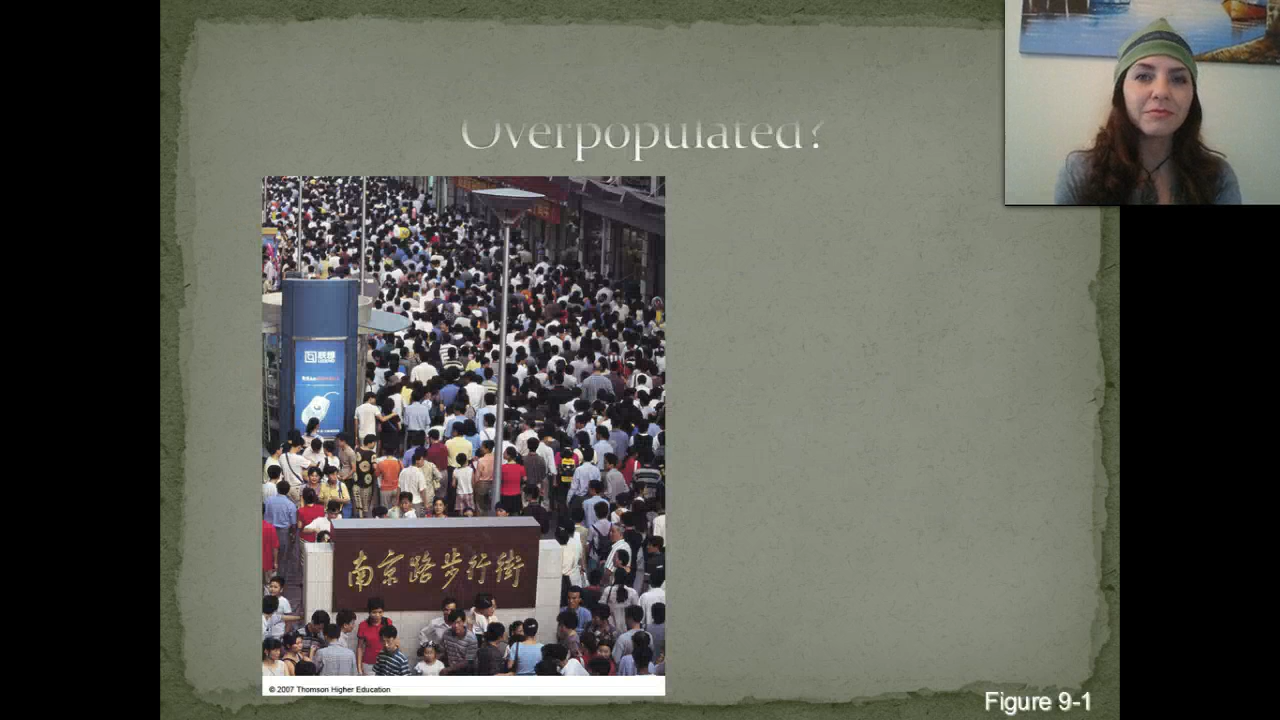 Overpopulated?
南京路步行街
© 2007 Thomson Higher Education
Figure 9-1